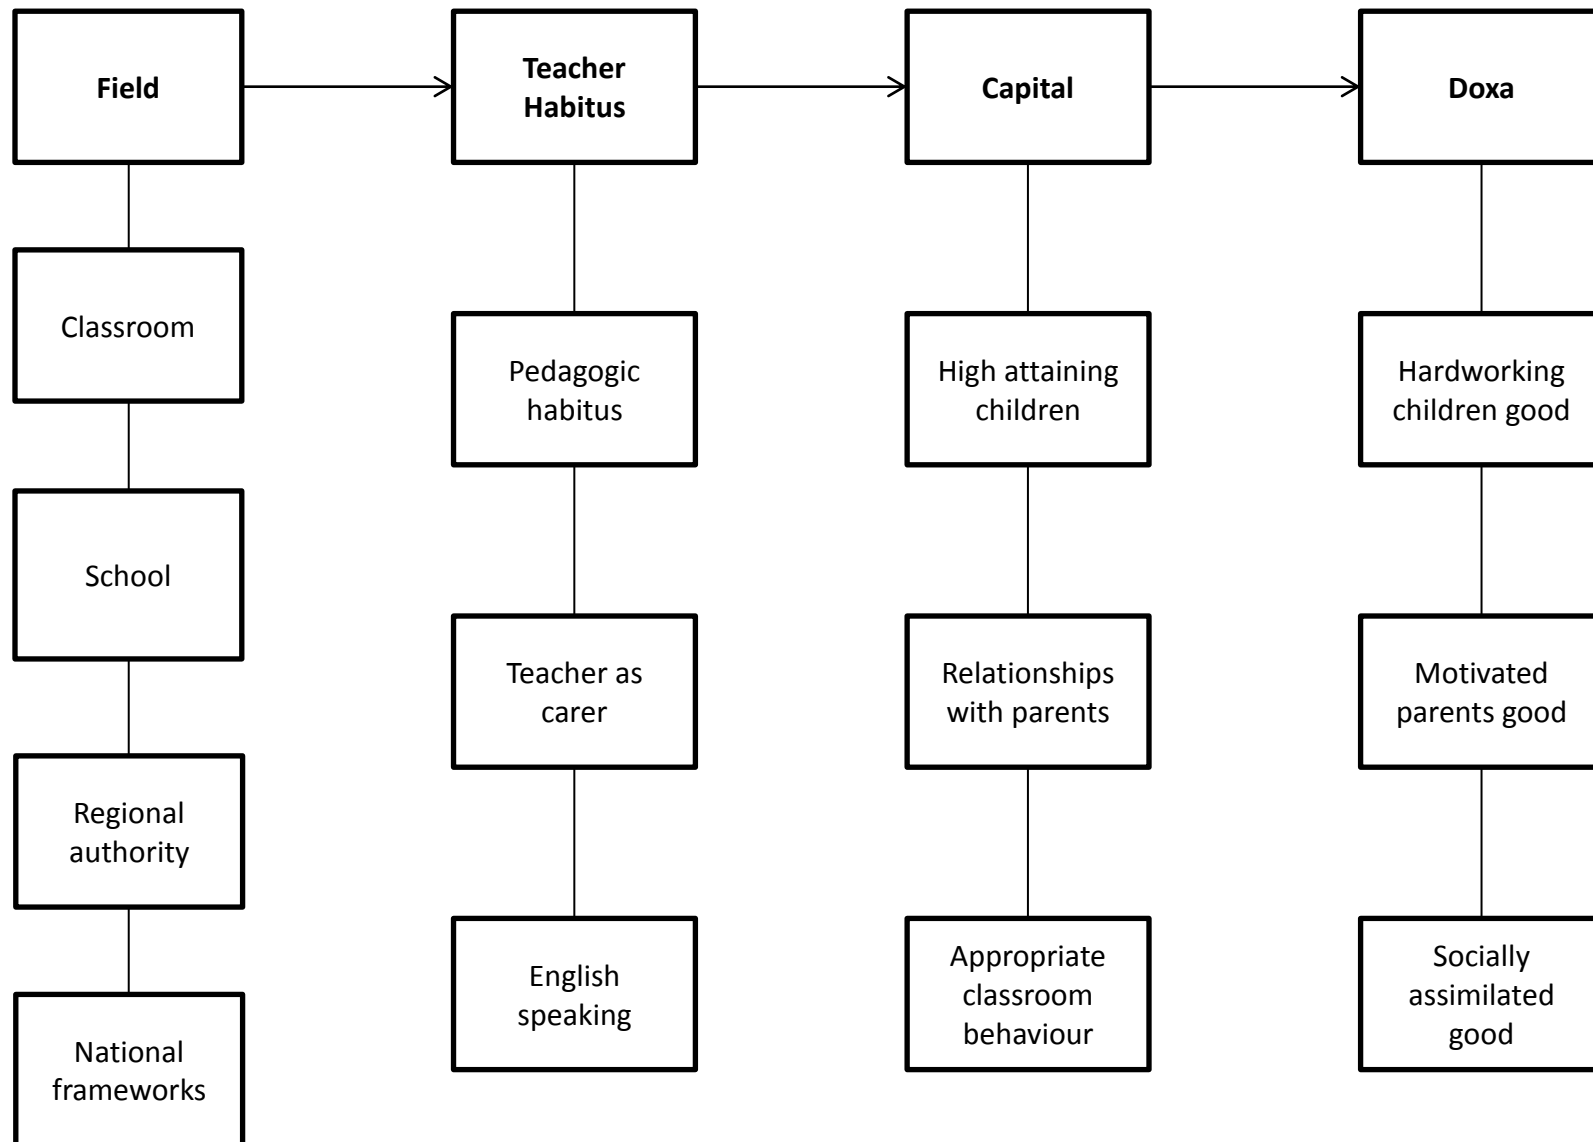 Field
Teacher
Habitus
Capital
Doxa
Classroom
School
Regional
authority
National
frameworks
Pedagogic
habitus
Teacher as
carer
English
speaking
High attaining
children
Relationships
with parents
Appropriate
classroom
behaviour
Hardworking
children good
Motivated
parents good
Socially
assimilated
good